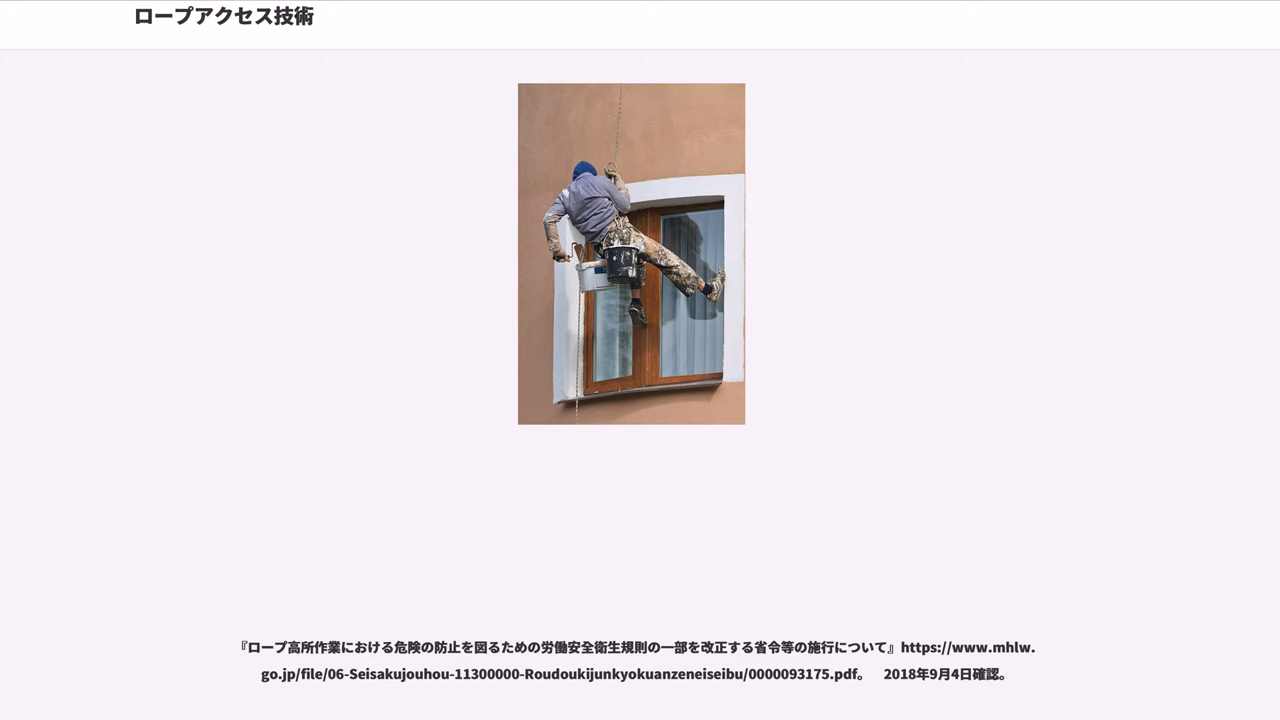 ロープアクセス技術
『ロープ高所作業における危険の防止を図るための労働安全衛生規則の一部を改正する省令等の施行について』https://www.mhlw.
go.jp/file/06-Seisakujouhou-11300000-Roudoukijunkyokuanzeneiseibu/0000093175.pdf。　2018年9月4日確認。